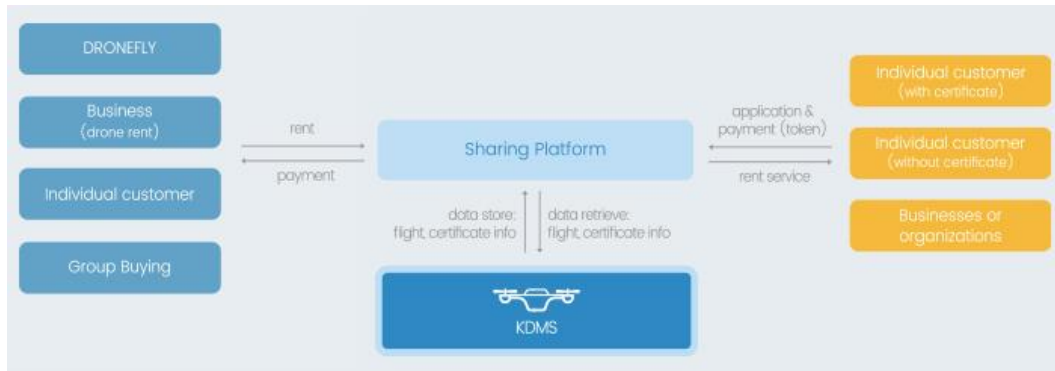 DRONEFLY
Business
(drone rent)
Individual customer
Group Buying
rent
payment
Sharing Platform
data store:
flight, certificate info
data retrieve:
flight, certificate info
KDMS
application &
payment (token)
rent service
Individual customer
(with certificate)
Individual customer
(without certificate)
Businesses or
organizations